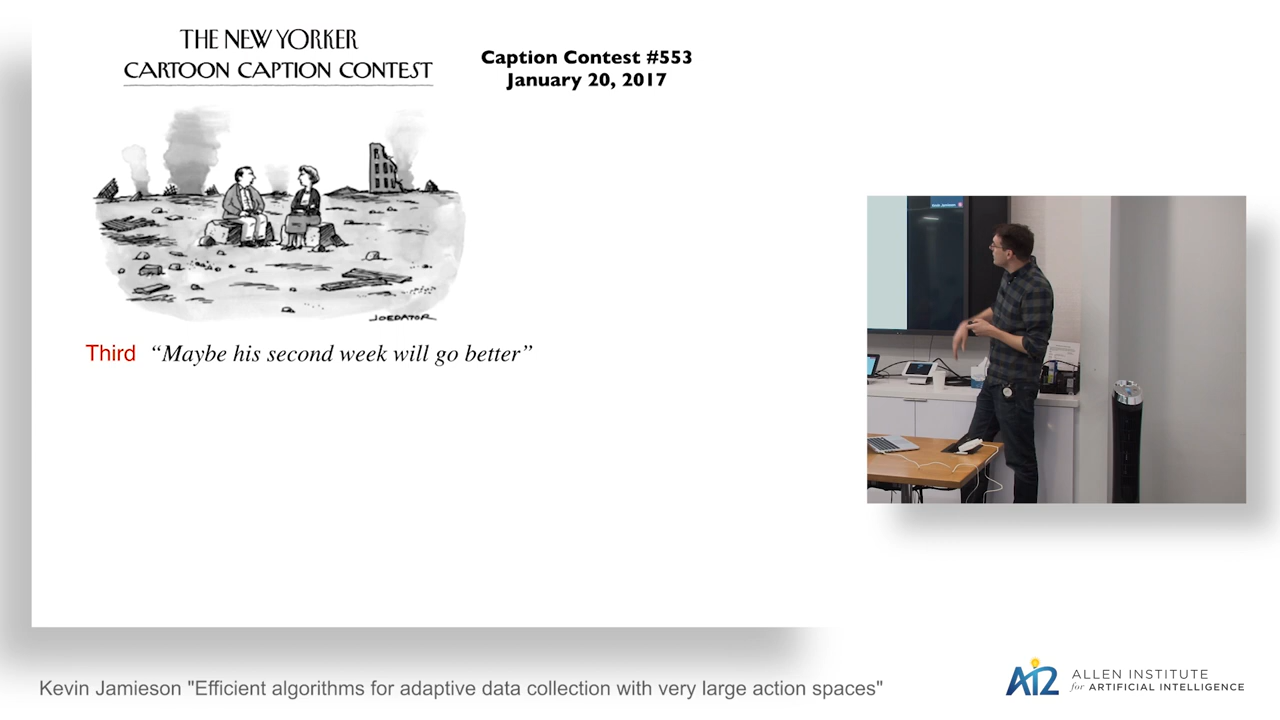 THE NEW YORKER
CARTOON CAPTION CONTEST
Caption Contest #553
January 20, 2017
JOEDATOR
Third “Maybe his second week will go better”
Kevin Jamieson "Efficient algorithms for adaptive data collection with very large action spaces"
AI2 ALLEN INSTITUTE
for ARTIFICIAL INTELLIGENCE